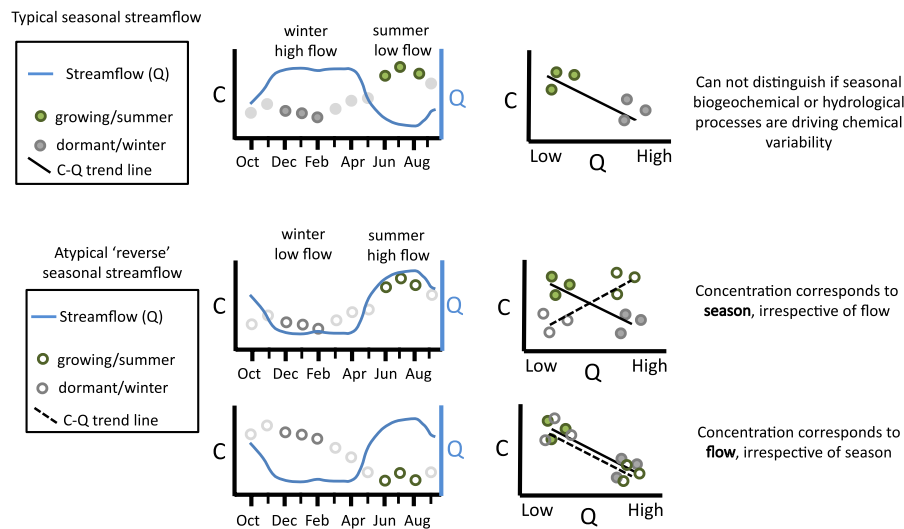 Typical seasonal streamflow
Streamflow (Q)
growing/summer
dormant/winter
C-Q trend line
winter
high flow
summer
low flow
C
Q
Oct Dec Feb Apr Jun Aug
C
Low Q High
Can not distinguish if seasonal
biogeochemical or hydrological
processes are driving chemical
variability
Atypical ‘reverse’
seasonal streamflow
Streamflow (Q)
growing/summer
dormant/winter
C-Q trend line
winter
low flow
summer
high flow
C
Q
Oct Dec Feb Apr Jun Aug
C
Low Q High
Concentration corresponds to
season, irrespective of flow
C
Q
Oct Dec Feb Apr Jun Aug
C
Low Q High
Concentration corresponds to
flow, irrespective of season